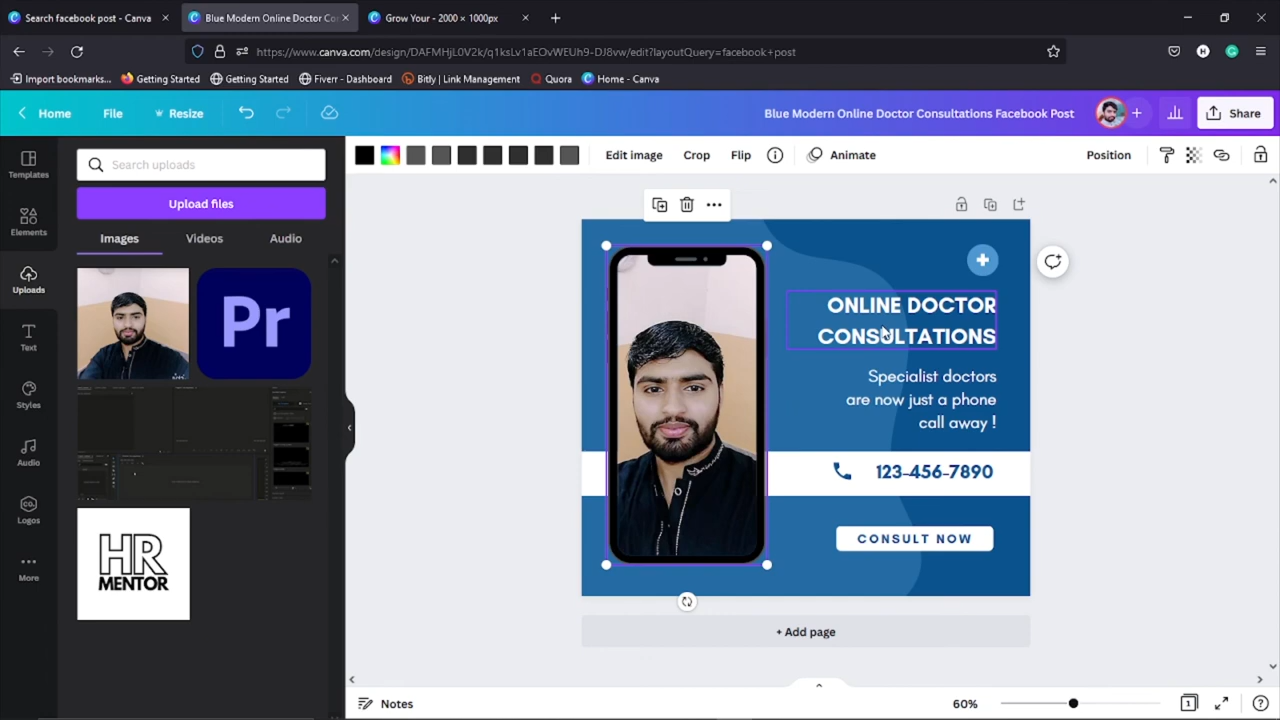 Search facebook post - Canva
Blue Modern Online Doctor Co
Grow Your - 2000 × 1000px
https://www.canva.com/design/DAFMHjL0V2k/q1ksLv1aEOvWEUh9-DJ8vw/edit?layoutQuery=facebook+post
Import bookmarks...
Getting Started
Getting Started
Fiverr - Dashboard
Bitly | Link Management
Quora
Home - Canva
Home
File
Resize
Blue Modern Online Doctor Consultations Facebook Post
Share
Templates
Elements
Uploads
Text
Styles
Audio
Logos
More
Search uploads
Upload files
Images
Videos
Audio
Pr
HR
MENTOR
Edit image
Crop
Flip
Animate
Position
ONLINE DOCTOR
CONSULTATIONS
Specialist doctors
are now just a phone
call away !
123-456-7890
CONSULT NOW
+ Add page
Notes
60%
1